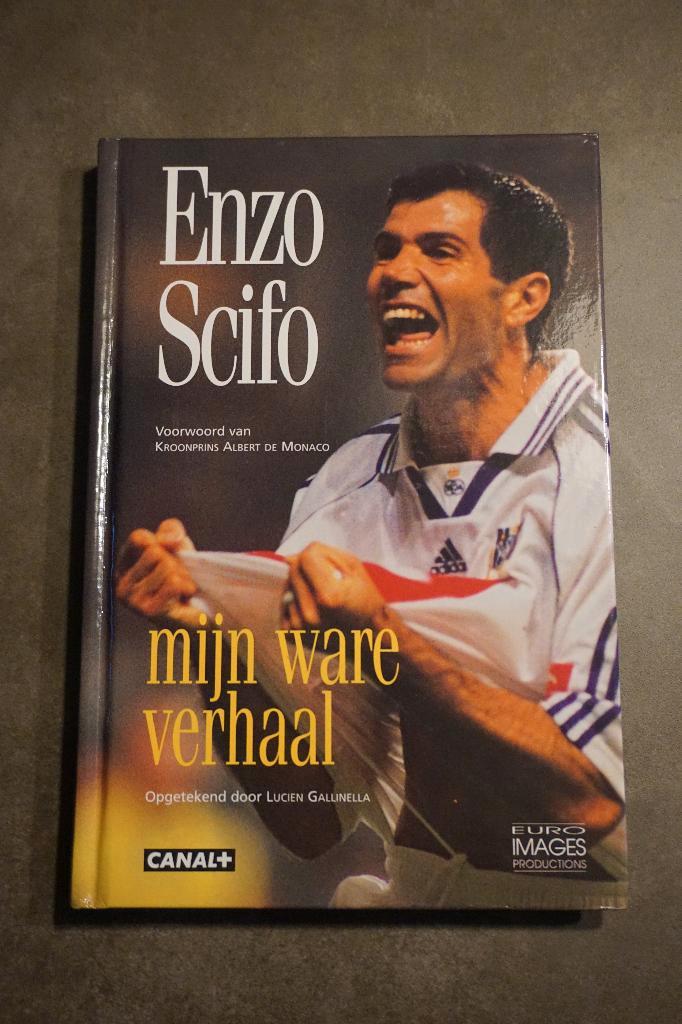 Enzo
Scifo
Voorwoord van
KROONPRINS ALBERT DE MONACO
mijn ware
verhaal
Opgetekend door LUCIEN GALLINELLA
CANAL+
EURO
IMAGES
PRODUCTIONS